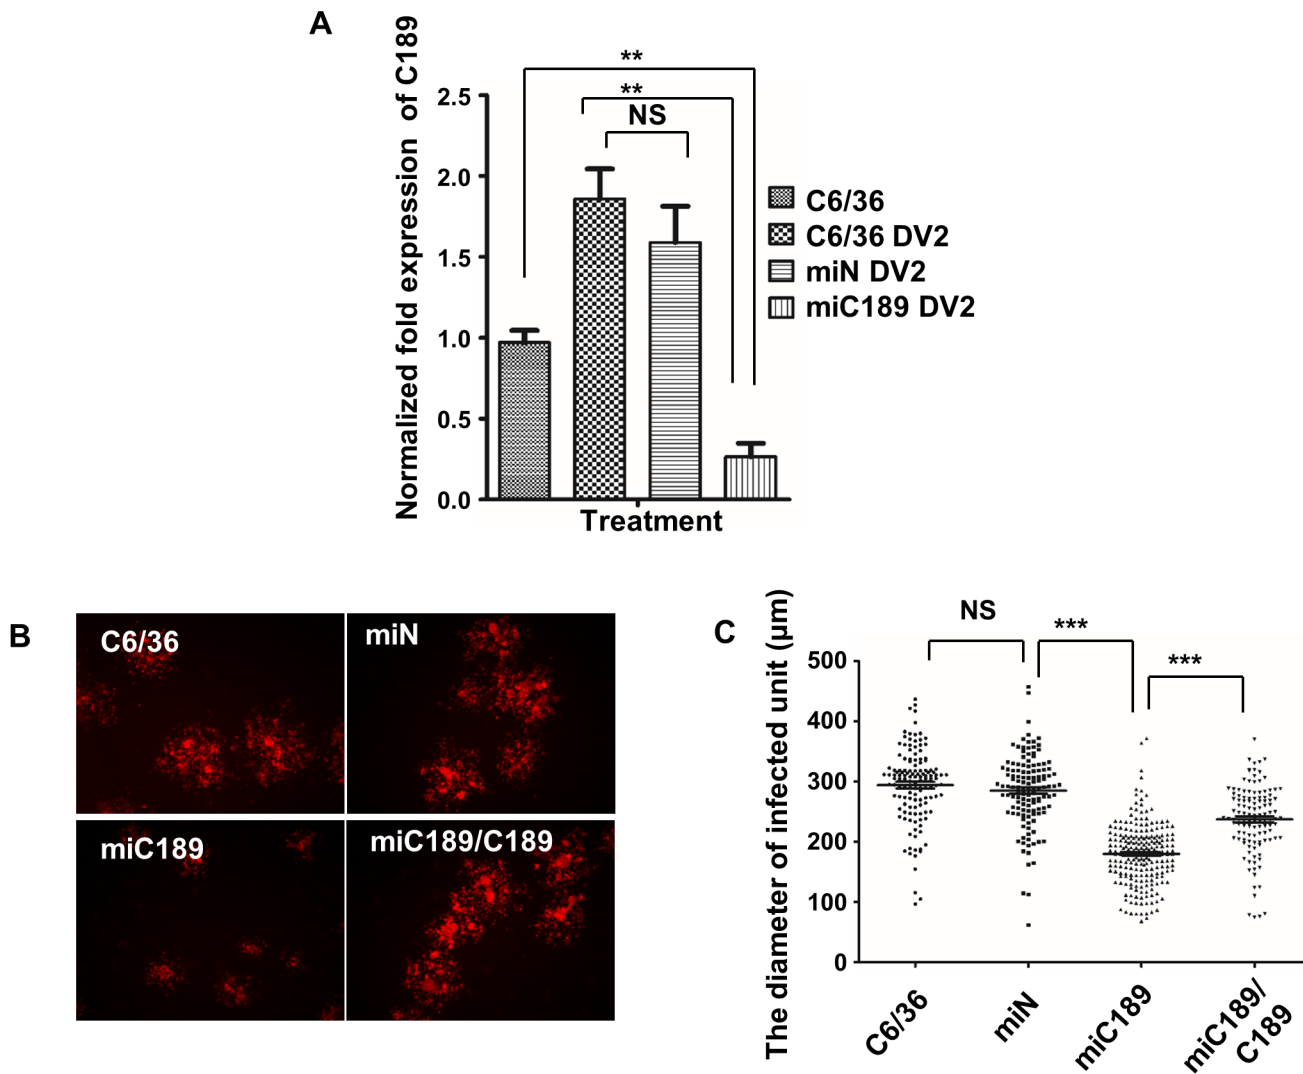 A
Normalized fold expression of C189
**
**
NS
2.5
2.0
1.5
1.0
0.5
0.0
Treatment
C6/36
C6/36 DV2
miN DV2
miC189 DV2
B
C6/36
miN
miC189
miC189/C189
C
The diameter of infected unit (µm)
NS
***
***
500
400
300
200
100
0
C6/36
miN
miC189
miC189/
C189